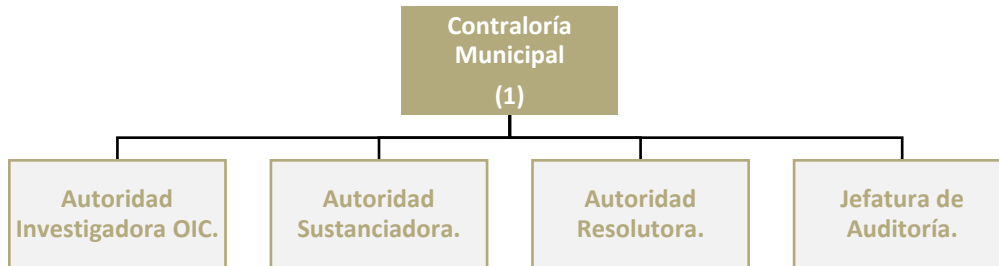 Contraloría
Municipal
(1)
Autoridad
Investigadora OIC.
Autoridad
Sustanciadora.
Autoridad
Resolutora.
Jefatura de
Auditoría.